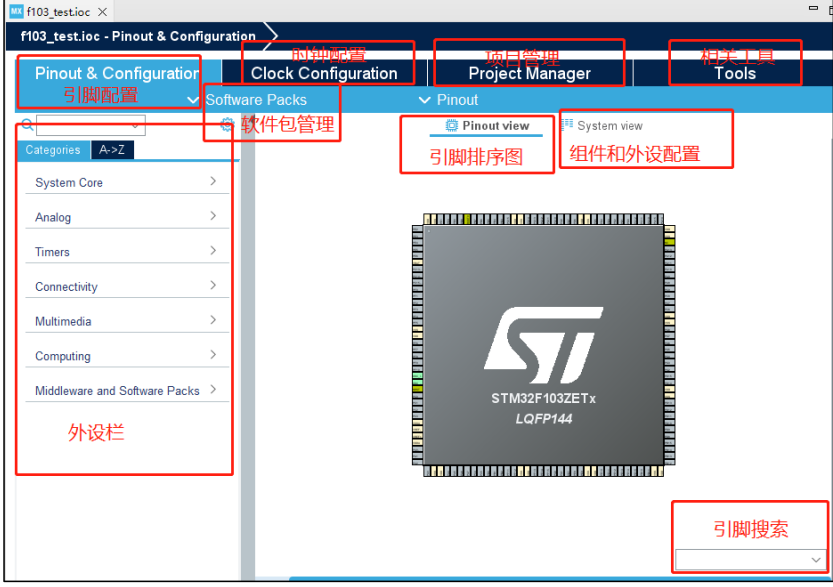 MX f103_test.ioc ×
f103_test.ioc - Pinout & Configuration
时钟配置
项目管理
相关工具
Pinout & Configuration
Clock Configuration
Project Manager
Tools
引脚配置
Software Packs
Pinout
软件包管理
Pinout view
System view
引脚排序图
组件和外设配置
Categories
A->Z
System Core
Analog
Timers
Connectivity
Multimedia
Computing
Middleware and Software Packs
外设栏
ST
STM32F103ZETx
LQFP144
引脚搜索